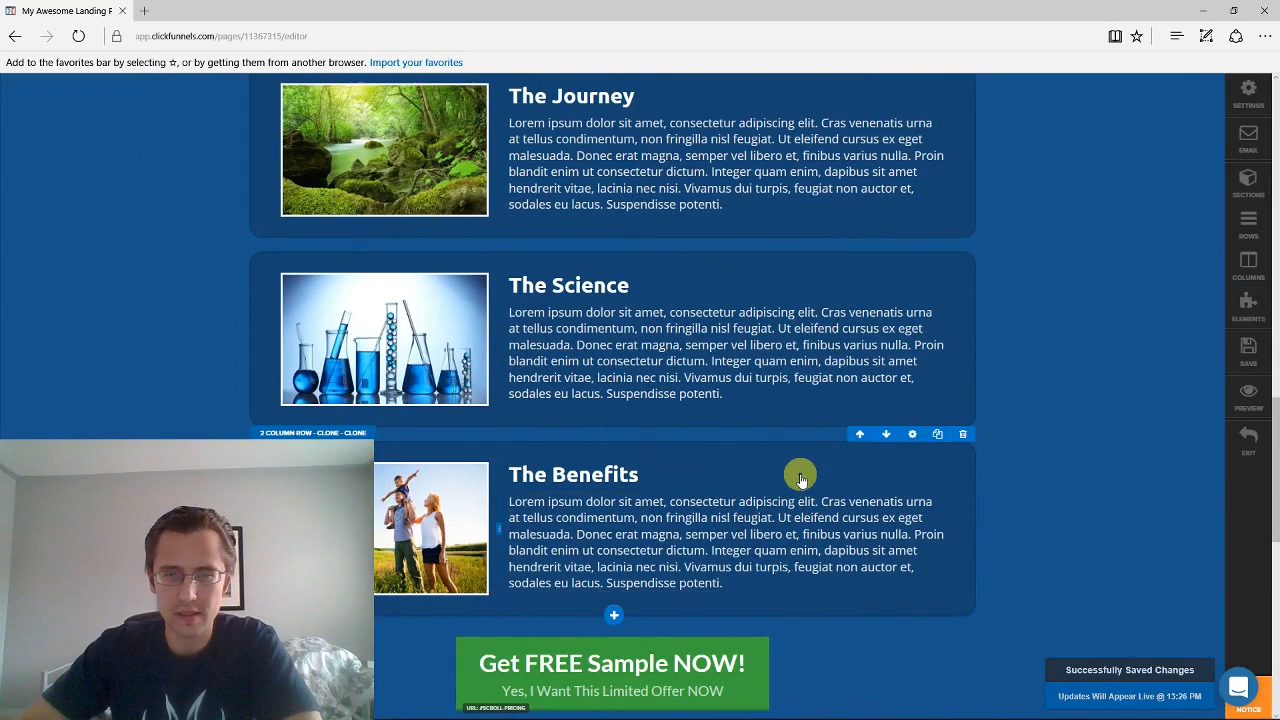 My Awesome Landing P
app.clickfunnels.com/pages/11367315/editor
Add to the favorites bar by selecting ☆, or by getting them from another browser. Import your favorites
The Journey
Lorem ipsum dolor sit amet, consectetur adipiscing elit. Cras venenatis urna
at tellus condimentum, non fringilla nisl feugiat. Ut eleifend cursus ex eget
malesuada. Donec erat magna, semper vel libero et, finibus varius nulla. Proin
blandit enim ut consectetur dictum. Integer quam enim, dapibus sit amet
hendrerit vitae, lacinia nec nisi. Vivamus dui turpis, feugiat non auctor et,
sodales eu lacus. Suspendisse potenti.
The Science
Lorem ipsum dolor sit amet, consectetur adipiscing elit. Cras venenatis urna
at tellus condimentum, non fringilla nisl feugiat. Ut eleifend cursus ex eget
malesuada. Donec erat magna, semper vel libero et, finibus varius nulla. Proin
blandit enim ut consectetur dictum. Integer quam enim, dapibus sit amet
hendrerit vitae, lacinia nec nisi. Vivamus dui turpis, feugiat non auctor et,
sodales eu lacus. Suspendisse potenti.
2 COLUMN ROW - CLONE - CLONE
The Benefits
Lorem ipsum dolor sit amet, consectetur adipiscing elit. Cras venenatis urna
at tellus condimentum, non fringilla nisl feugiat. Ut eleifend cursus ex eget
malesuada. Donec erat magna, semper vel libero et, finibus varius nulla. Proin
blandit enim ut consectetur dictum. Integer quam enim, dapibus sit amet
hendrerit vitae, lacinia nec nisi. Vivamus dui turpis, feugiat non auctor et,
sodales eu lacus. Suspendisse potenti.
Get FREE Sample NOW!
Yes, I Want This Limited Offer NOW
URL: #SCROLL PRICING
SETTINGS
EMAIL
SECTIONS
ROWS
COLUMNS
ELEMENTS
SAVE
PREVIEW
EXIT
Successfully Saved Changes
Updates Will Appear Live @ 13:26 PM
NOTICE